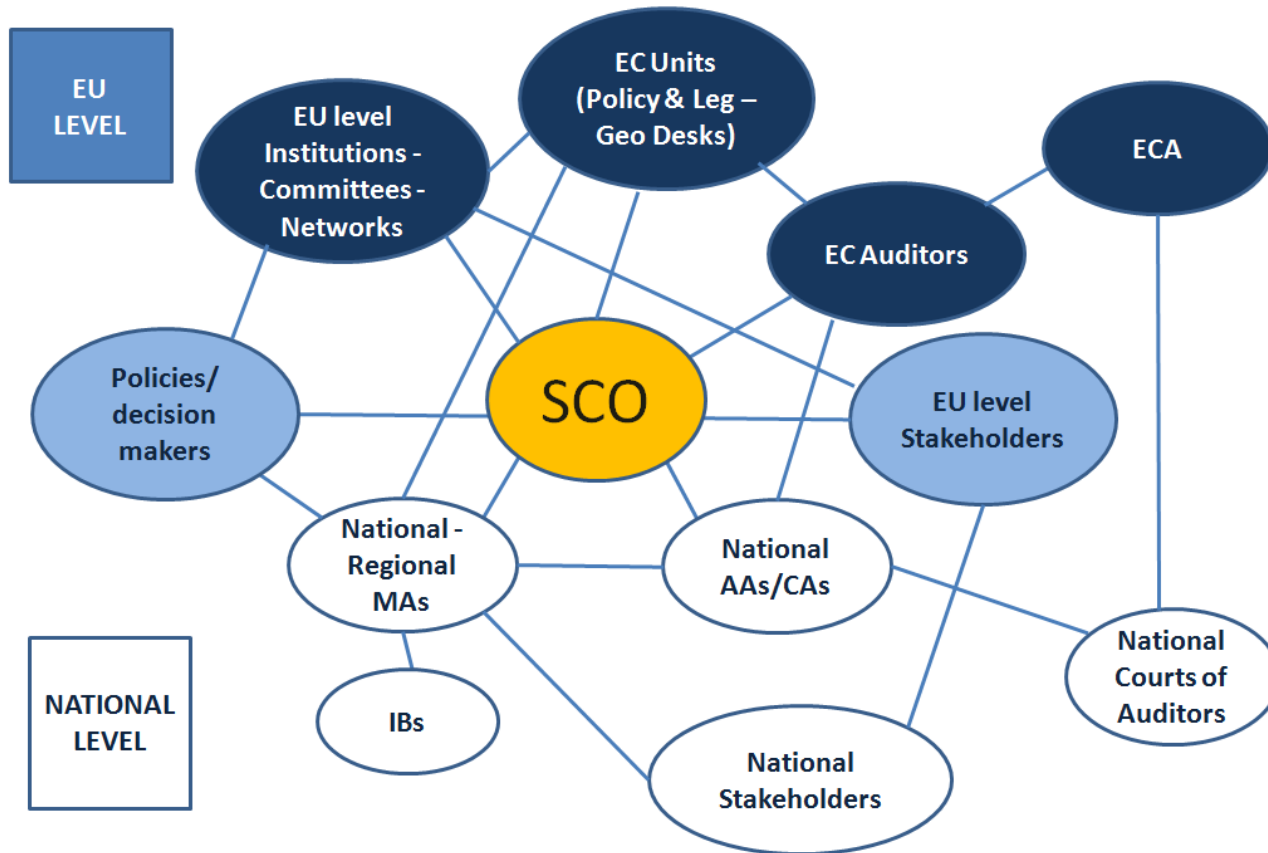 EU
LEVEL
EU level
Institutions -
Committees -
Networks
EC Units
(Policy & Leg –
Geo Desks)
ECA
EC Auditors
Policies/
decision
makers
SCO
EU level
Stakeholders
National -
Regional
MAs
National
AAs/CAs
National
Courts of
Auditors
NATIONAL
LEVEL
IBs
National
Stakeholders